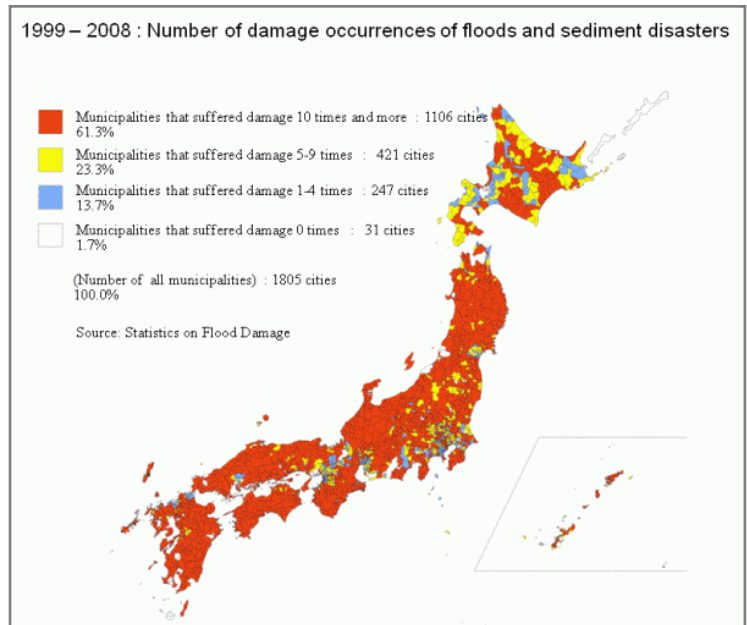 1999 – 2008 : Number of damage occurrences of floods and sediment disasters
Municipalities that suffered damage 10 times and more : 1106 cities
61.3%
Municipalities that suffered damage 5-9 times : 421 cities
23.3%
Municipalities that suffered damage 1-4 times : 247 cities
13.7%
Municipalities that suffered damage 0 times : 31 cities
1.7%
(Number of all municipalities) : 1805 cities
100.0%
Source: Statistics on Flood Damage